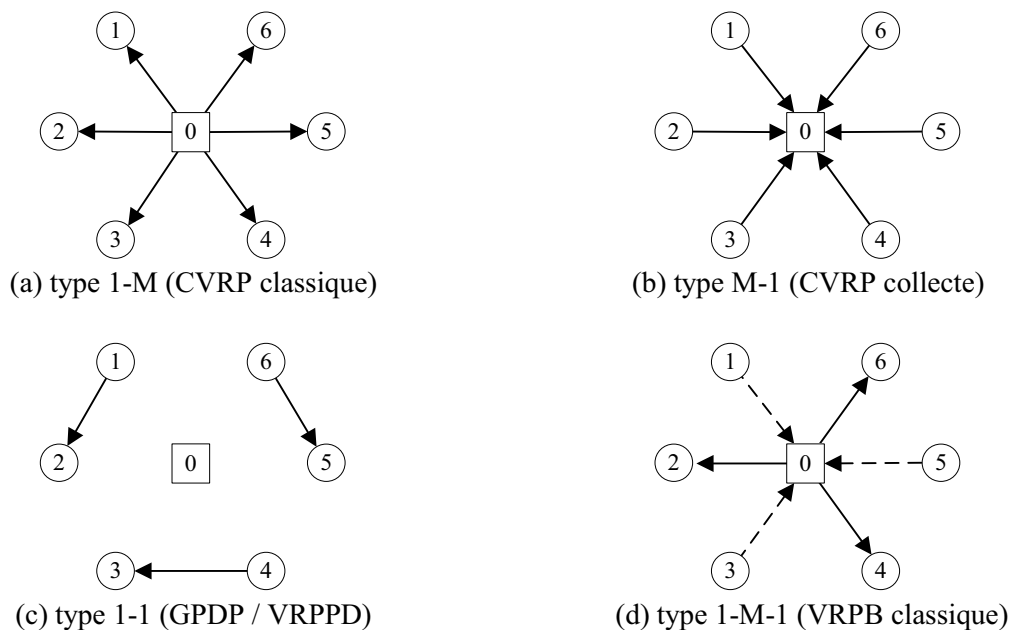 1 6
2 0 5
3 4
(a) type 1-M (CVRP classique)
1 6
2 0 5
3 4
(b) type M-1 (CVRP collecte)
1 6
2 0 5
3 4
(c) type 1-1 (GPDP / VRPPD)
1 6
2 0 5
3 4
(d) type 1-M-1 (VRPB classique)